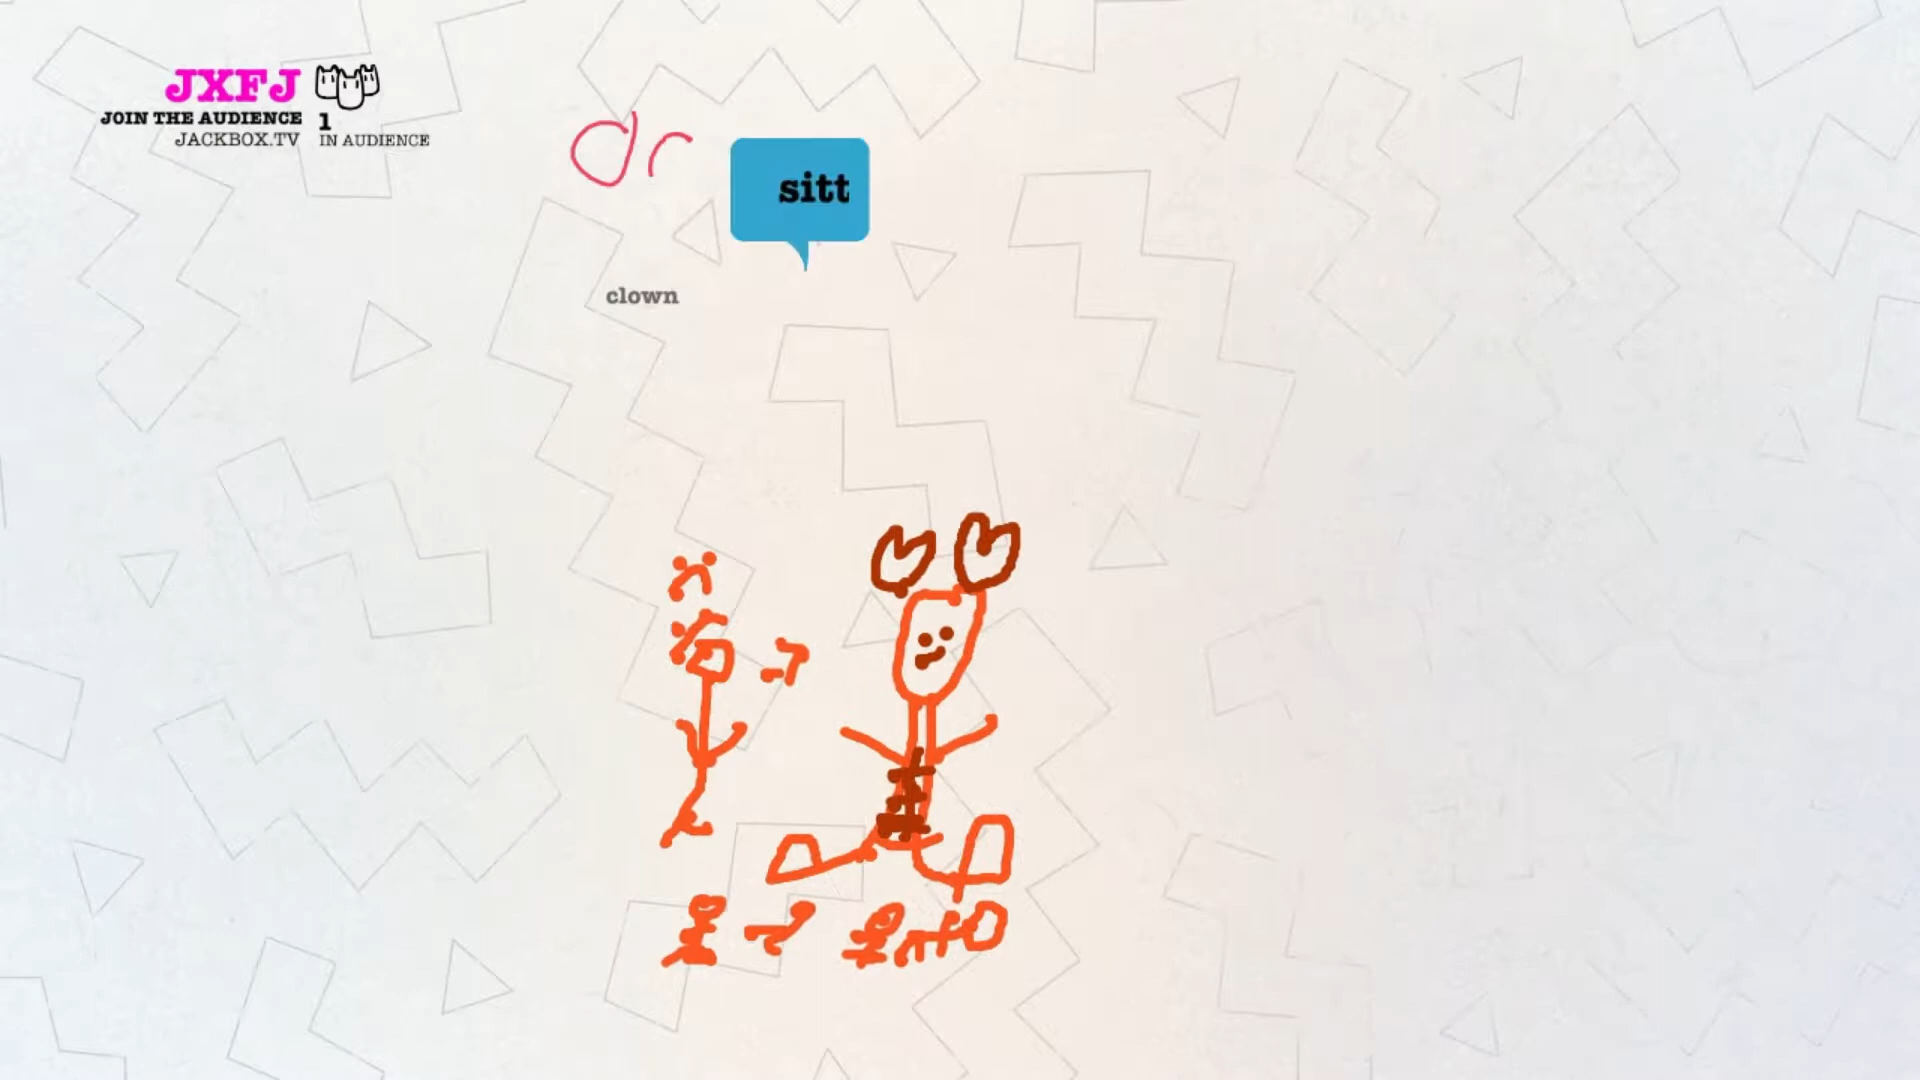 JXFJ
JOIN THE AUDIENCE 1
JACKBOX.TV IN AUDIENCE
dr
sitt
clown